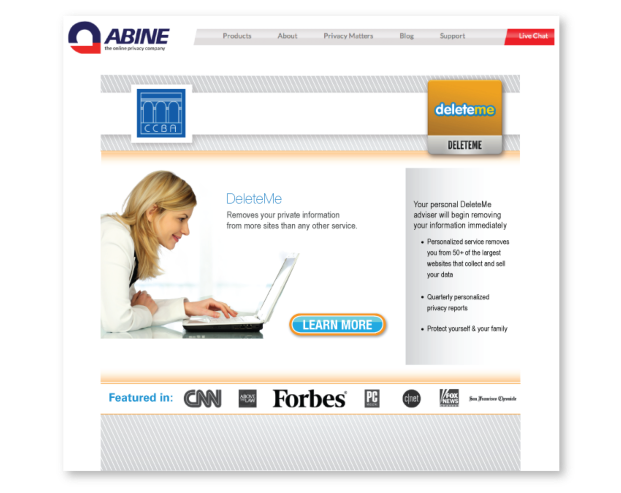 ABINE
the online privacy company
Products About Privacy Matters Blog Support Live Chat
CCBA
deleteme
DELETEME
DeleteMe
Removes your private information
from more sites than any other service.
LEARN MORE
Your personal DeleteMe
adviser will begin removing
your information immediately
• Personalized service removes
you from 50+ of the largest
websites that collect and sell
your data
• Quarterly personalized
privacy reports
• Protect yourself & your family
Featured in: CNN ABOVE THE LAW Forbes PC c|net FOX NEWS San Francisco Chronicle